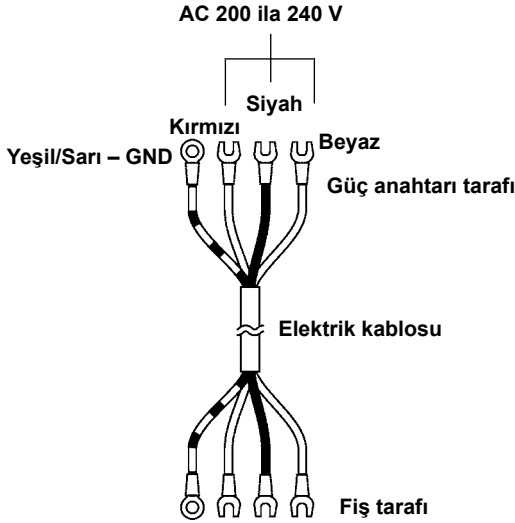 AC 200 ila 240 V
Siyah
Kırmızı
Beyaz
Yeşil/Sarı – GND
Güç anahtarı tarafı
Elektrik kablosu
Fiş tarafı